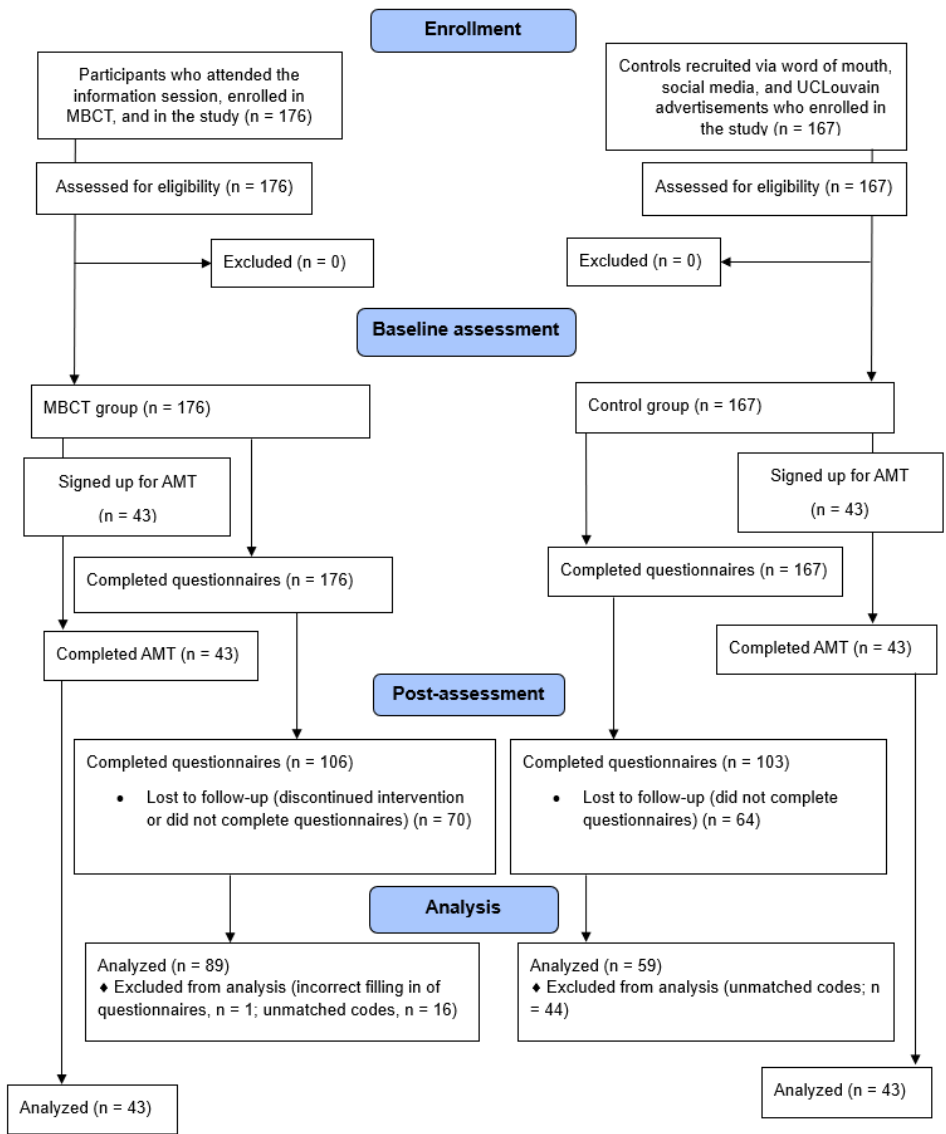 Enrollment
Participants who attended the
information session, enrolled in
MBCT, and in the study (n = 176)
Controls recruited via word of mouth,
social media, and UCLouvain
advertisements who enrolled in
the study (n = 167)
Assessed for eligibility (n = 176)
Assessed for eligibility (n = 167)
Excluded (n = 0)
Excluded (n = 0)
Baseline assessment
MBCT group (n = 176)
Control group (n = 167)
Signed up for AMT
(n = 43)
Signed up for AMT
(n = 43)
Completed questionnaires (n = 176)
Completed questionnaires (n = 167)
Completed AMT (n = 43)
Completed AMT (n = 43)
Post-assessment
Completed questionnaires (n = 106)
• Lost to follow-up (discontinued intervention
or did not complete questionnaires) (n = 70)
Completed questionnaires (n = 103)
• Lost to follow-up (did not complete
questionnaires) (n = 64)
Analysis
Analyzed (n = 89)
♦ Excluded from analysis (incorrect filling in of
questionnaires, n = 1; unmatched codes, n = 16)
Analyzed (n = 59)
♦ Excluded from analysis (unmatched codes; n
= 44)
Analyzed (n = 43)
Analyzed (n = 43)